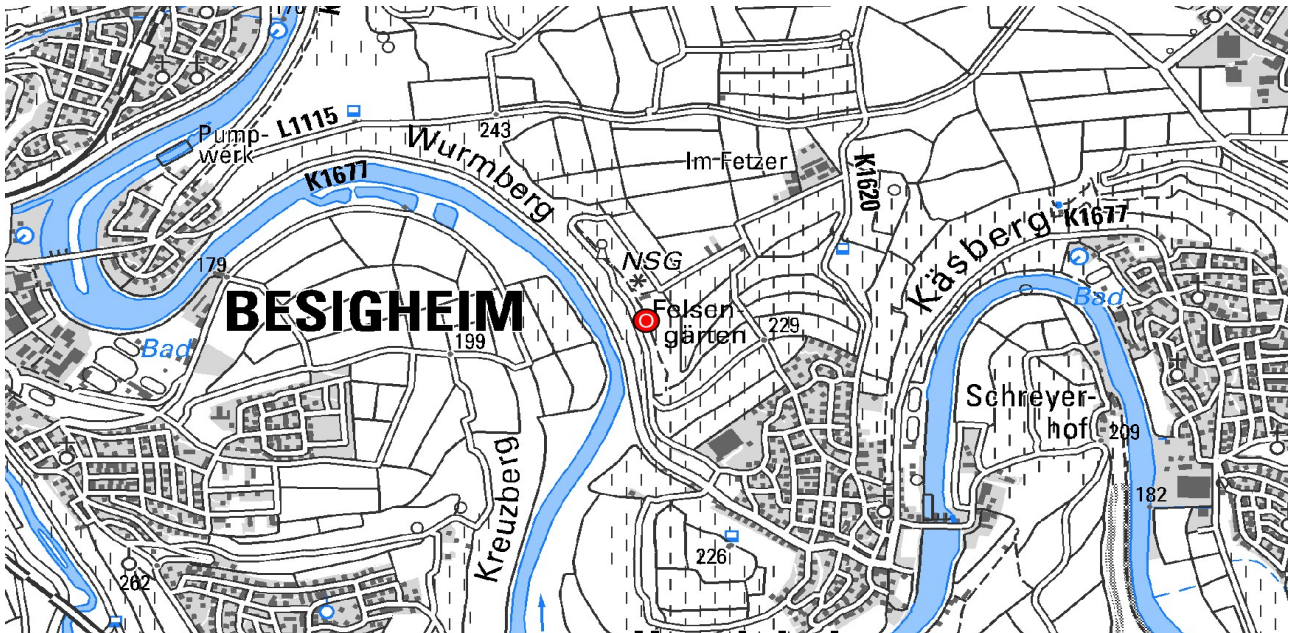 Pump-
werk
L1115
243
Wurmberg
K1677
Im Fetzer
K1620
Käsberg
K1677
179
BESIGHEIM
NSG
Felsen-
gärten
229
Bad
199
Bad
Schreyer-
hof
209
182
Kreuzberg
226
262